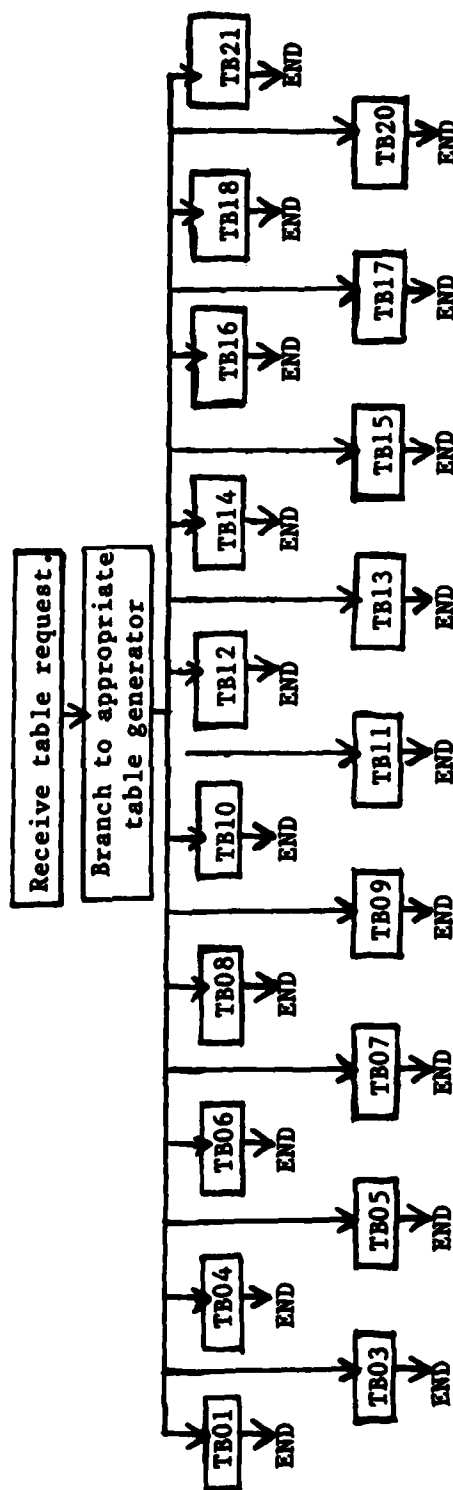 Receive table request.
Branch to appropriate
table generator
TB01
TB04
TB06
TB08
TB10
TB12
TB14
TB16
TB18
TB21
END
END
END
END
END
END
END
END
END
END
TB03
TB05
TB07
TB09
TB11
TB13
TB15
TB17
TB20
END
END
END
END
END
END
END
END
END